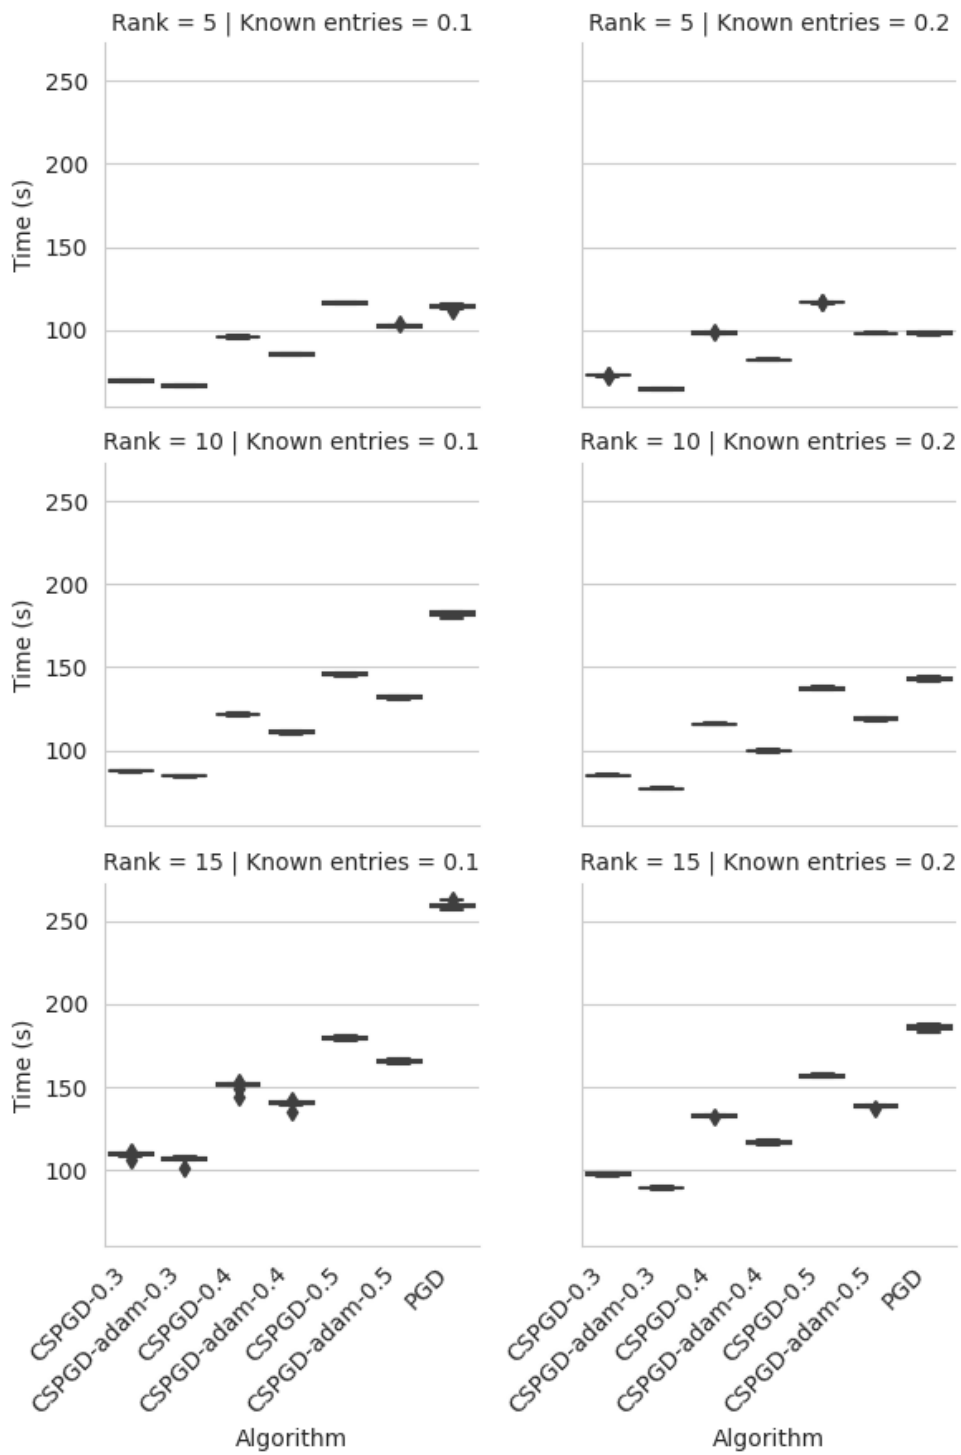 Rank = 5 | Known entries = 0.1
Rank = 5 | Known entries = 0.2
250
200
150
100
Time (s)
Rank = 10 | Known entries = 0.1
Rank = 10 | Known entries = 0.2
250
200
150
100
Time (s)
Rank = 15 | Known entries = 0.1
Rank = 15 | Known entries = 0.2
250
200
150
100
Time (s)
CSPGD-0.3
CSPGD-adam-0.3
CSPGD-0.4
CSPGD-adam-0.4
CSPGD-0.5
CSPGD-adam-0.5
PGD
Algorithm
CSPGD-0.3
CSPGD-adam-0.3
CSPGD-0.4
CSPGD-adam-0.4
CSPGD-0.5
CSPGD-adam-0.5
PGD
Algorithm